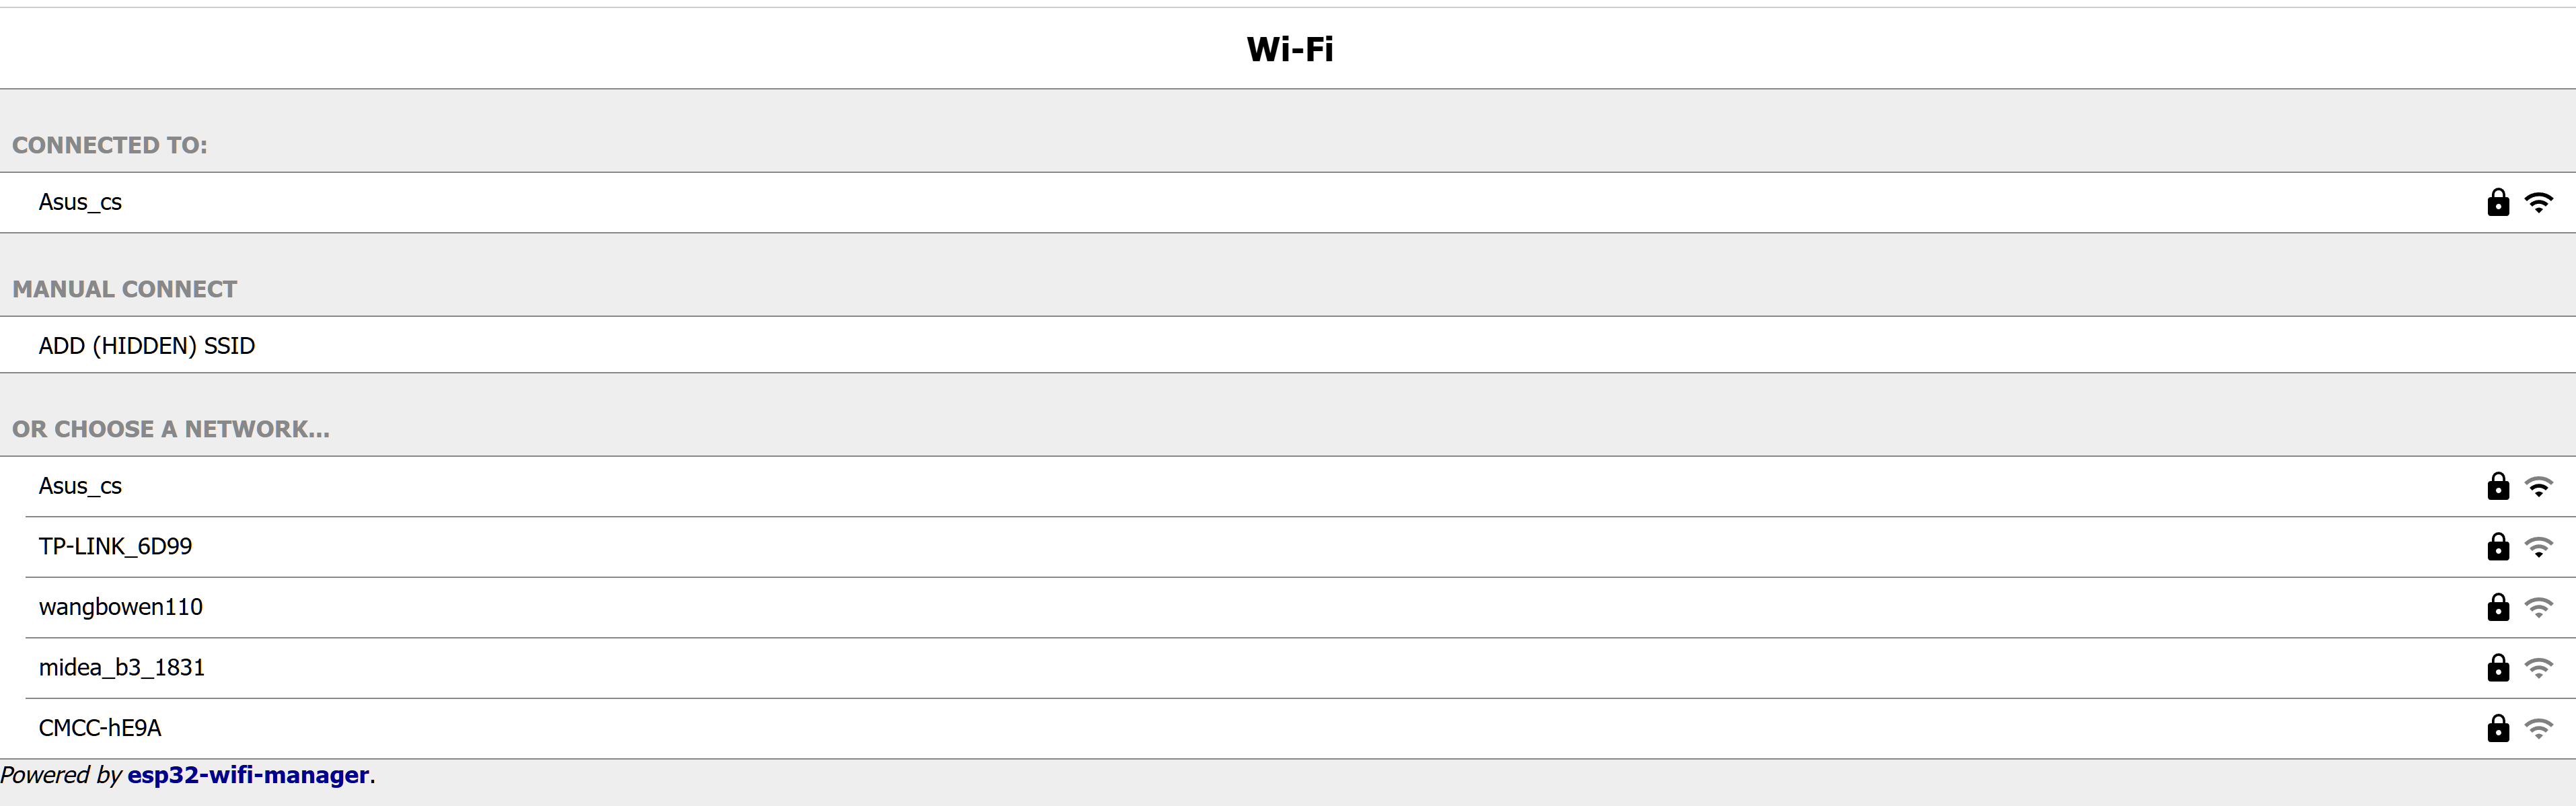 Wi-Fi
CONNECTED TO:
Asus_cs
MANUAL CONNECT
ADD (HIDDEN) SSID
OR CHOOSE A NETWORK...
Asus_cs
TP-LINK_6D99
wangbowen110
midea_b3_1831
CMCC-hE9A
Powered by esp32-wifi-manager.